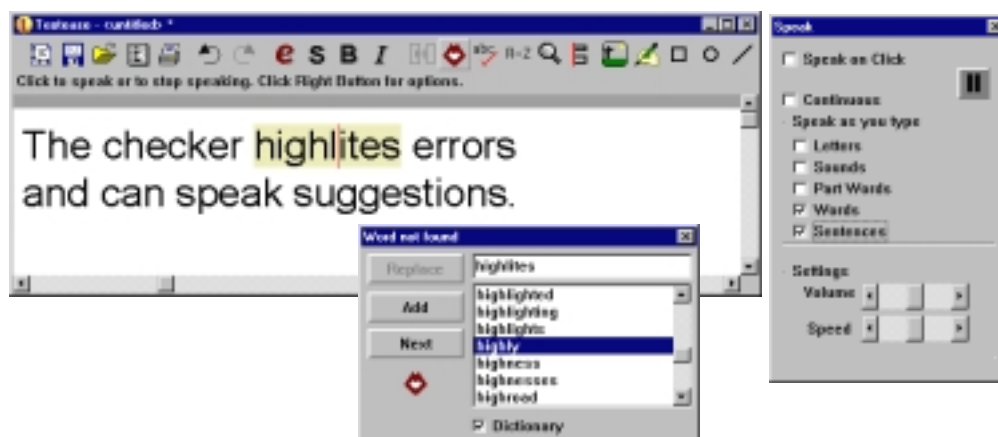 Textease - <untitled> *
e S B I abc A-Z
Click to speak or to stop speaking. Click Right Button for options.
The checker highlites errors
and can speak suggestions.
Word not found
Replace
highlites
Add
Next
highlighted
highlighting
highlights
highly
highness
highnesses
highroad
Dictionary
Speak
Speak on Click
Continuous
Speak as you type
Letters
Sounds
Part Words
Words
Sentences
Settings
Volume
Speed